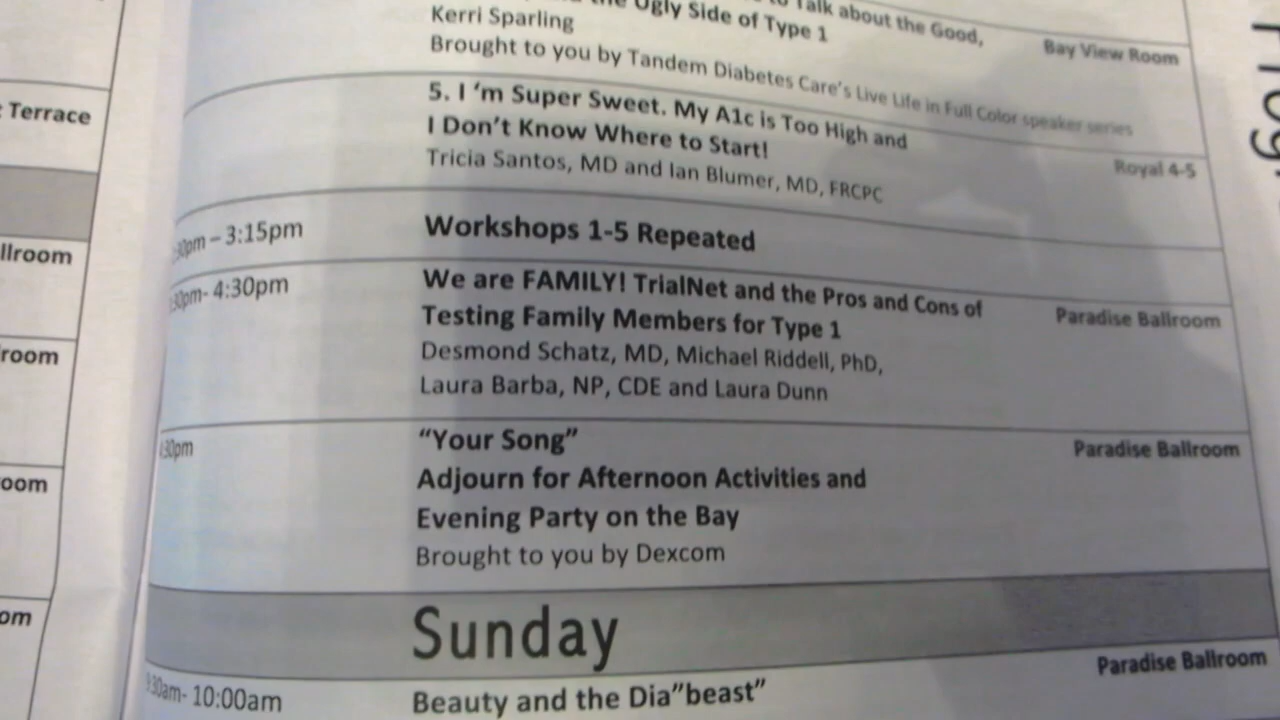 Talk about the Good,
the Ugly Side of Type 1
Bay View Room
Kerri Sparling
Brought to you by Tandem Diabetes Care's Live Life in Full Color speaker series
5. I 'm Super Sweet. My A1c is Too High and
I Don't Know Where to Start!
Royal 4-5
Tricia Santos, MD and Ian Blumer, MD, FRCPC
– 3:15pm
Workshops 1-5 Repeated
- 4:30pm
We are FAMILY! TrialNet and the Pros and Cons of
Paradise Ballroom
Testing Family Members for Type 1
Desmond Schatz, MD, Michael Riddell, PhD,
Laura Barba, NP, CDE and Laura Dunn
"Your Song"
Paradise Ballroom
Adjourn for Afternoon Activities and
Evening Party on the Bay
Brought to you by Dexcom
Sunday
- 10:00am
Beauty and the Dia"beast"
Paradise Ballroom
Terrace